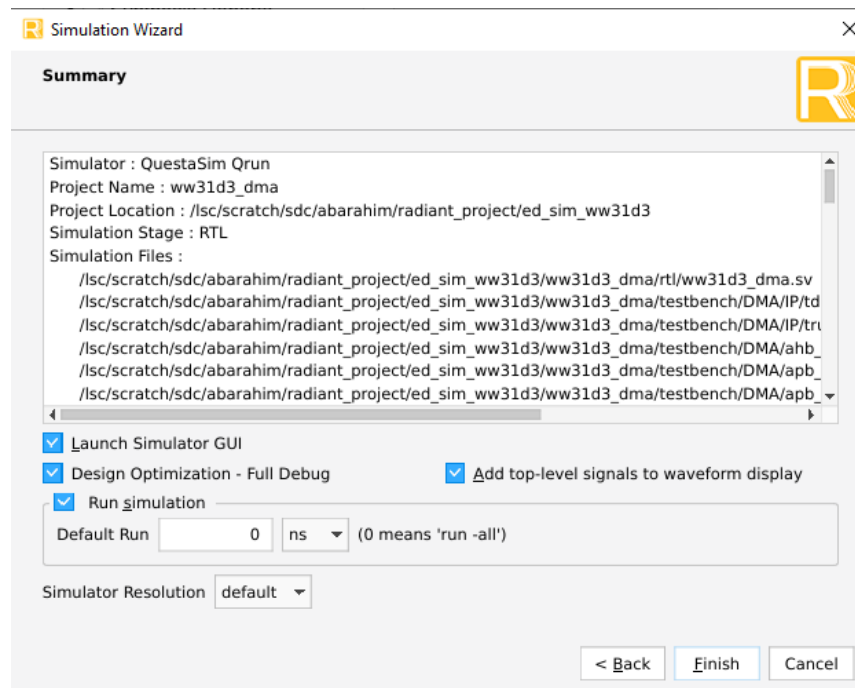 Simulation Wizard
Summary
Simulator : QuestaSim Qrun
Project Name : ww31d3_dma
Project Location : /lsc/scratch/sdc/abarahim/radiant_project/ed_sim_ww31d3
Simulation Stage : RTL
Simulation Files :
/lsc/scratch/sdc/abarahim/radiant_project/ed_sim_ww31d3/ww31d3_dma/rtl/ww31d3_dma.sv
/lsc/scratch/sdc/abarahim/radiant_project/ed_sim_ww31d3/ww31d3_dma/testbench/DMA/IP/td
/lsc/scratch/sdc/abarahim/radiant_project/ed_sim_ww31d3/ww31d3_dma/testbench/DMA/IP/tru
/lsc/scratch/sdc/abarahim/radiant_project/ed_sim_ww31d3/ww31d3_dma/testbench/DMA/ahb_
/lsc/scratch/sdc/abarahim/radiant_project/ed_sim_ww31d3/ww31d3_dma/testbench/DMA/apb_
/lsc/scratch/sdc/abarahim/radiant_project/ed_sim_ww31d3/ww31d3_dma/testbench/DMA/apb_
Launch Simulator GUI
Design Optimization - Full Debug Add top-level signals to waveform display
Run simulation
Default Run 0 ns (0 means 'run -all')
Simulator Resolution default
< Back Finish Cancel